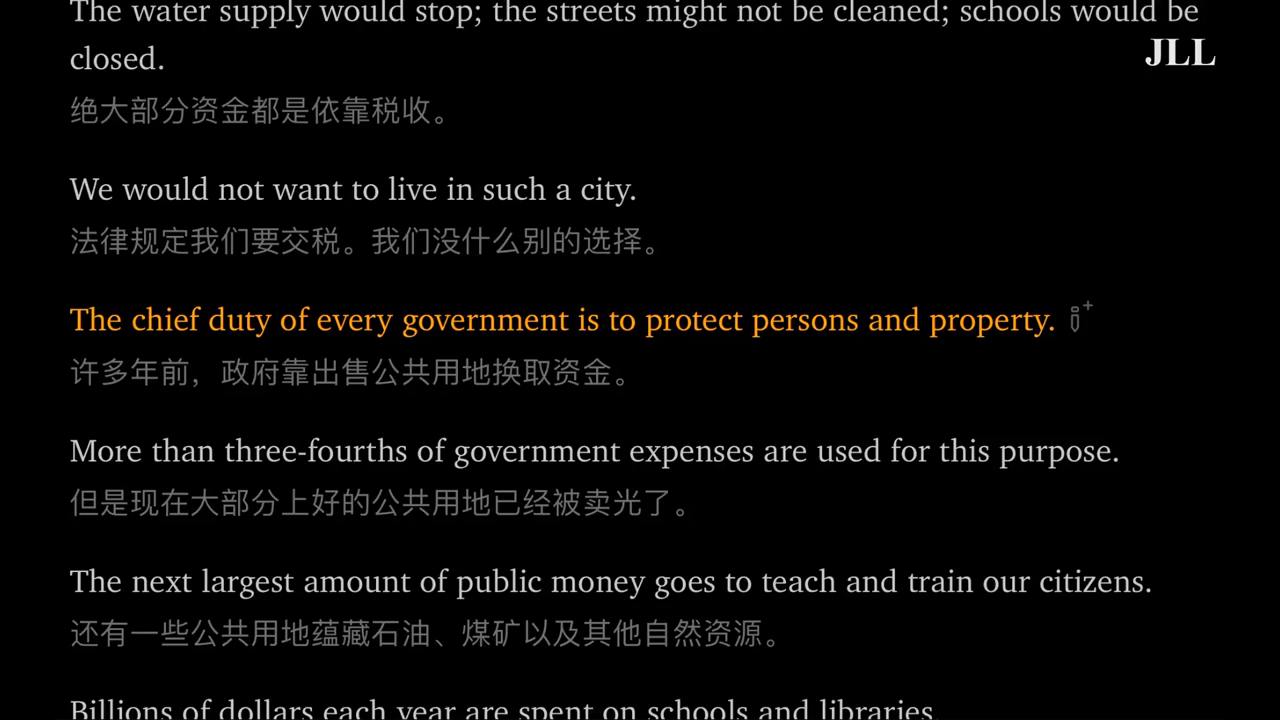 The water supply would stop; the streets might not be cleaned; schools would be
closed.
JLL
绝大部分资金都是依靠税收。
We would not want to live in such a city.
法律规定我们要交税。我们没什么别的选择。
The chief duty of every government is to protect persons and property.
许多年前，政府靠出售公共用地换取资金。
More than three-fourths of government expenses are used for this purpose.
但是现在大部分上好的公共用地已经被卖光了。
The next largest amount of public money goes to teach and train our citizens.
还有一些公共用地蕴藏石油、煤矿以及其他自然资源。
Billions of dollars each year are spent on schools and libraries.